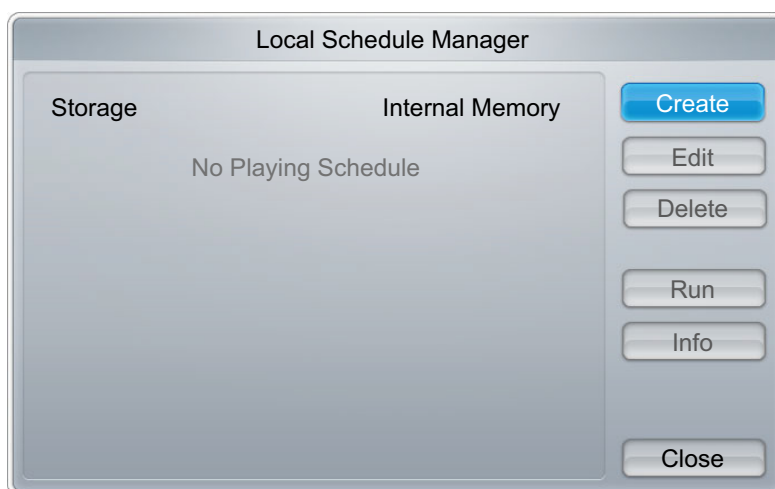 Local Schedule Manager
Storage Internal Memory
No Playing Schedule
Create
Edit
Delete
Run
Info
Close